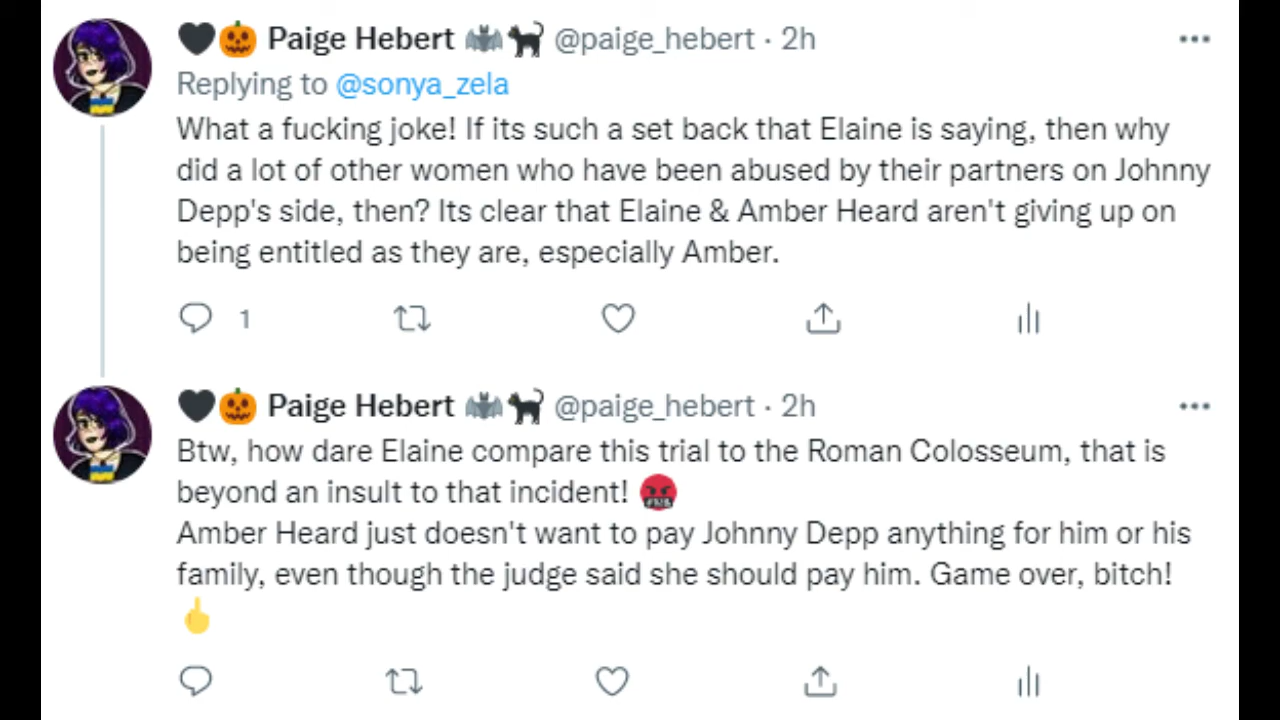 🖤🎃 Paige Hebert 🦇🐈‍⬛ @paige_hebert · 2h
Replying to @sonya_zela
What a fucking joke! If its such a set back that Elaine is saying, then why
did a lot of other women who have been abused by their partners on Johnny
Depp's side, then? Its clear that Elaine & Amber Heard aren't giving up on
being entitled as they are, especially Amber.
1
🖤🎃 Paige Hebert 🦇🐈‍⬛ @paige_hebert · 2h
Btw, how dare Elaine compare this trial to the Roman Colosseum, that is
beyond an insult to that incident! 🤬
Amber Heard just doesn't want to pay Johnny Depp anything for him or his
family, even though the judge said she should pay him. Game over, bitch!
🖕